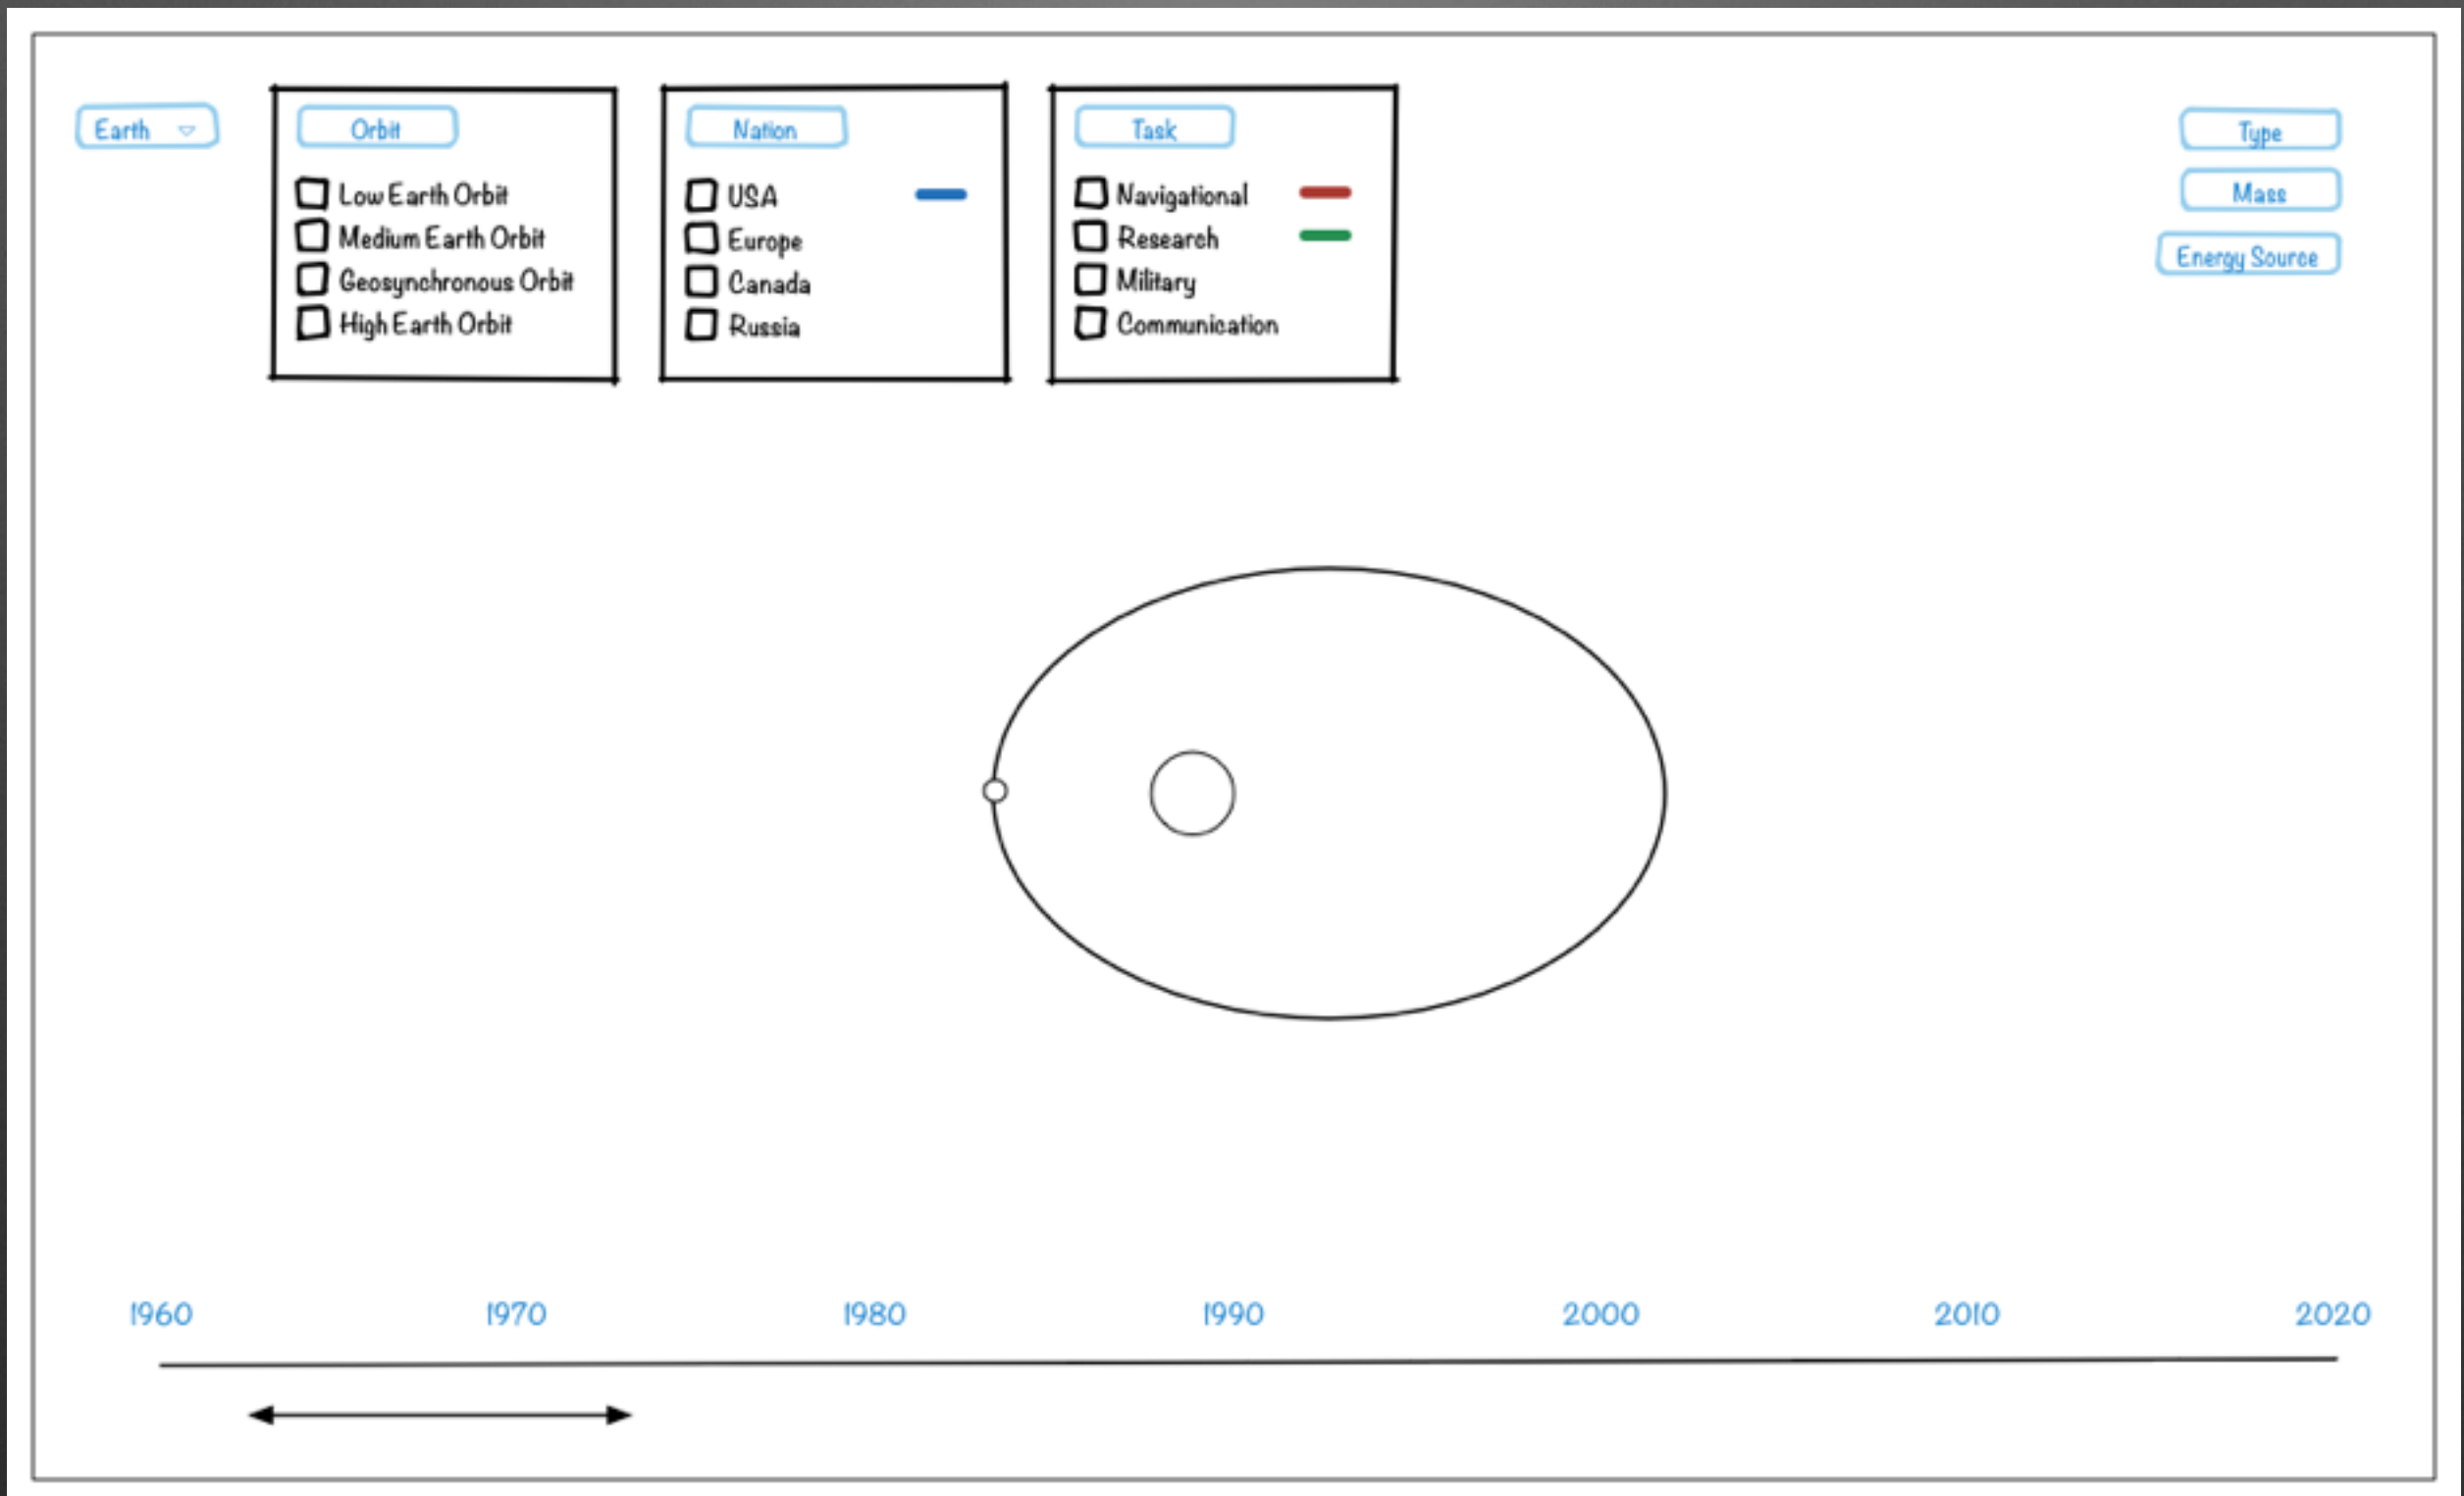 Earth
Orbit
Low Earth Orbit
Medium Earth Orbit
Geosynchronous Orbit
High Earth Orbit
Nation
USA
Europe
Canada
Russia
Task
Navigational
Research
Military
Communication
Type
Mass
Energy Source
1960 1970 1980 1990 2000 2010 2020